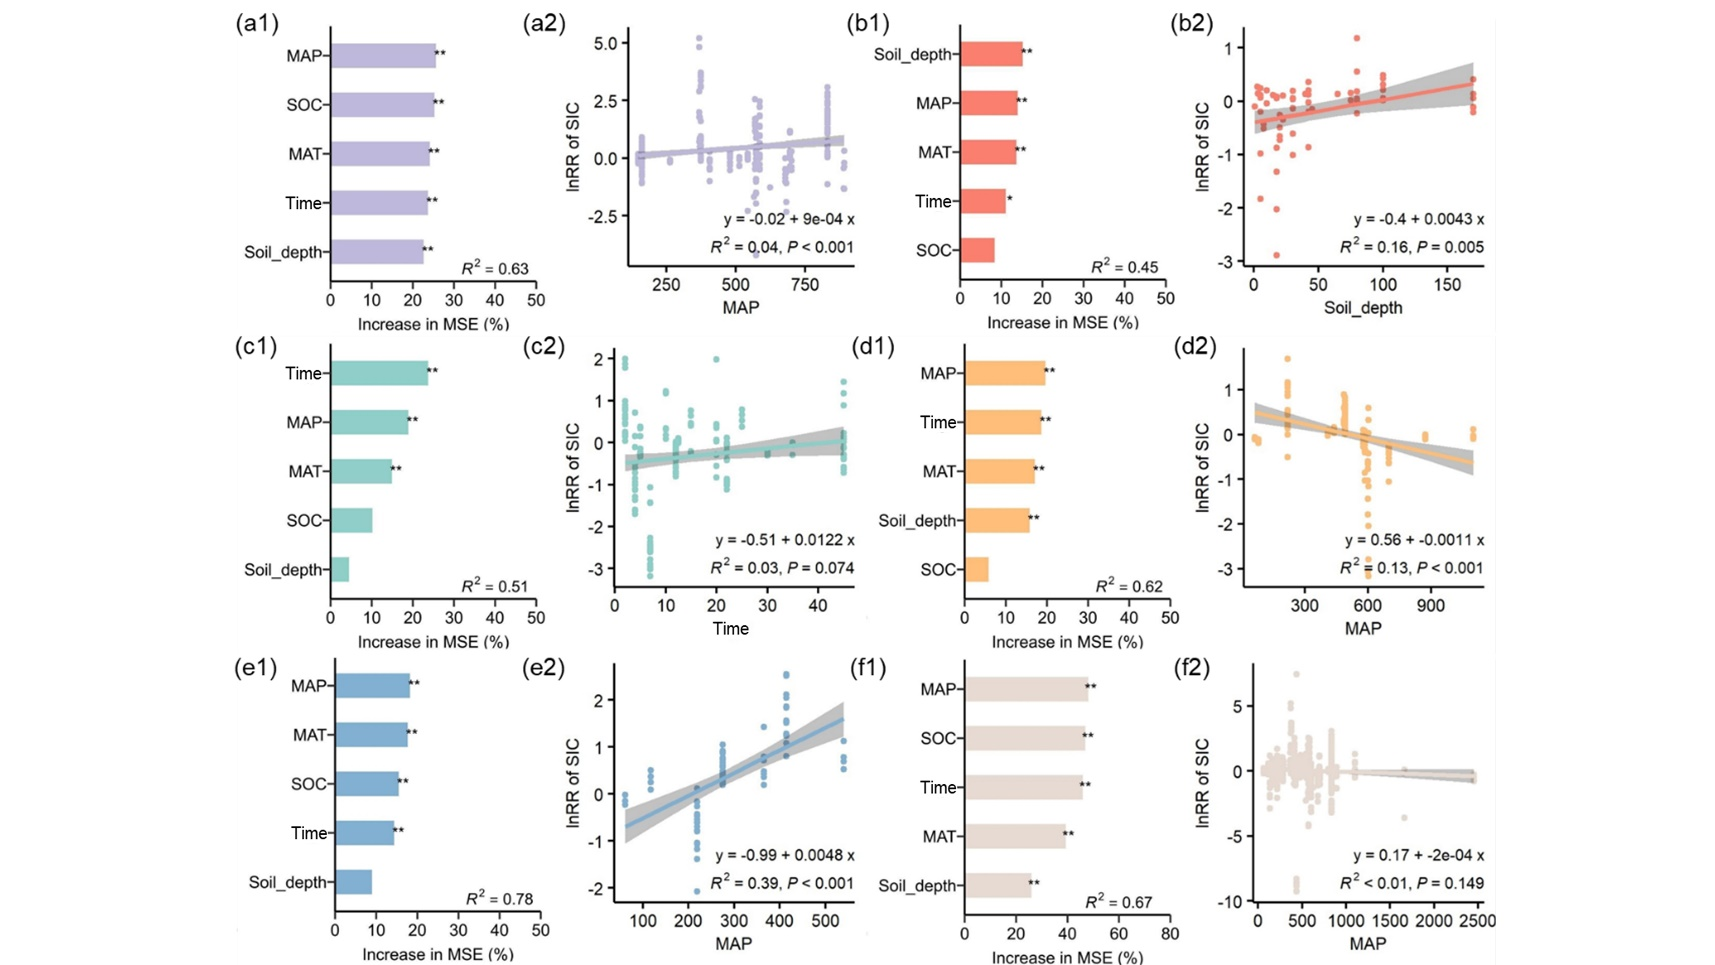 (a1)
MAP
SOC
MAT
Time
Soil_depth
** ** ** ** **
R² = 0.63
0 10 20 30 40 50
Increase in MSE (%)
(a2)
lnRR of SIC
5.0
2.5
0.0
-2.5
y = -0.02 + 9e-04 x
R² = 0.04, P < 0.001
250 500 750
MAP
(b1)
Soil_depth
MAP
MAT
Time
SOC
** ** ** *
R² = 0.45
0 10 20 30 40 50
Increase in MSE (%)
(b2)
lnRR of SIC
1
0
-1
-2
-3
y = -0.4 + 0.0043 x
R² = 0.16, P = 0.005
0 50 100 150
Soil_depth
(c1)
Time
MAP
MAT
SOC
Soil_depth
** ** **
R² = 0.51
0 10 20 30 40 50
Increase in MSE (%)
(c2)
lnRR of SIC
2
1
0
-1
-2
-3
y = -0.51 + 0.0122 x
R² = 0.03, P = 0.074
0 10 20 30 40
Time
(d1)
MAP
Time
MAT
Soil_depth
SOC
** ** ** **
R² = 0.62
0 10 20 30 40 50
Increase in MSE (%)
(d2)
lnRR of SIC
1
0
-1
-2
-3
y = 0.56 + -0.0011 x
R² = 0.13, P < 0.001
300 600 900
MAP
(e1)
MAP
MAT
SOC
Time
Soil_depth
** ** ** **
R² = 0.78
0 10 20 30 40 50
Increase in MSE (%)
(e2)
lnRR of SIC
2
1
0
-1
-2
y = -0.99 + 0.0048 x
R² = 0.39, P < 0.001
100 200 300 400 500
MAP
(f1)
MAP
SOC
Time
MAT
Soil_depth
** ** ** ** **
R² = 0.67
0 20 40 60 80
Increase in MSE (%)
(f2)
lnRR of SIC
5
0
-5
-10
y = 0.17 + -2e-04 x
R² < 0.01, P = 0.149
0 500 1000 1500 2000 2500
MAP